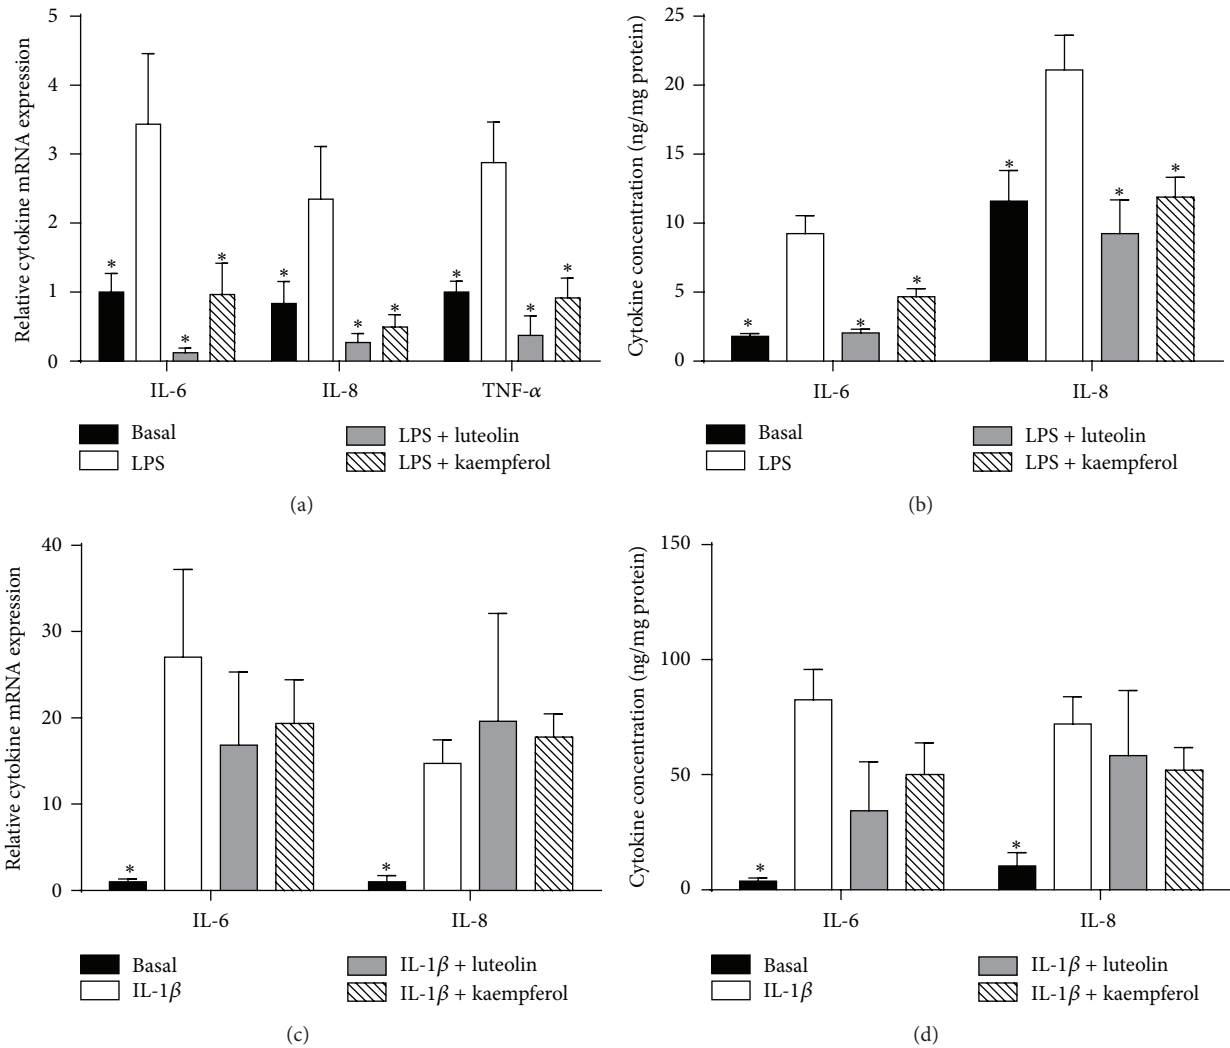 Relative cytokine mRNA expression
5
4
3
2
1
0
* * * * * * * * *
IL-6 IL-8 TNF-α
Basal
LPS
LPS + luteolin
LPS + kaempferol
(a)
Cytokine concentration (ng/mg protein)
25
20
15
10
5
0
* * * * * *
IL-6 IL-8
Basal
LPS
LPS + luteolin
LPS + kaempferol
(b)
Relative cytokine mRNA expression
40
30
20
10
0
* *
IL-6 IL-8
Basal
IL-1β
IL-1β + luteolin
IL-1β + kaempferol
(c)
Cytokine concentration (ng/mg protein)
150
100
50
0
* *
IL-6 IL-8
Basal
IL-1β
IL-1β + luteolin
IL-1β + kaempferol
(d)